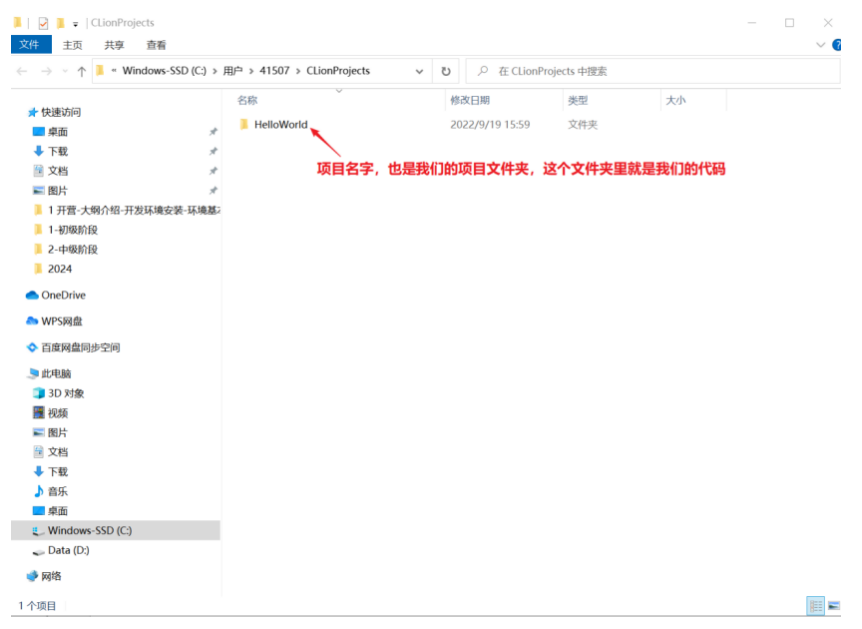 CLionProjects
文件 主页 共享 查看
« Windows-SSD (C:) > 用户 > 41507 > CLionProjects
在 CLionProjects 中搜索
名称 修改日期 类型 大小
HelloWorld 2022/9/19 15:59 文件夹
项目名字，也是我们的项目文件夹，这个文件夹里就是我们的代码
快速访问
桌面
下载
文档
图片
1 开营-大纲介绍-开发环境安装-环境基
1-初级阶段
2-中级阶段
2024
OneDrive
WPS网盘
百度网盘同步空间
此电脑
3D 对象
视频
图片
文档
下载
音乐
桌面
Windows-SSD (C:)
Data (D:)
网络
1 个项目